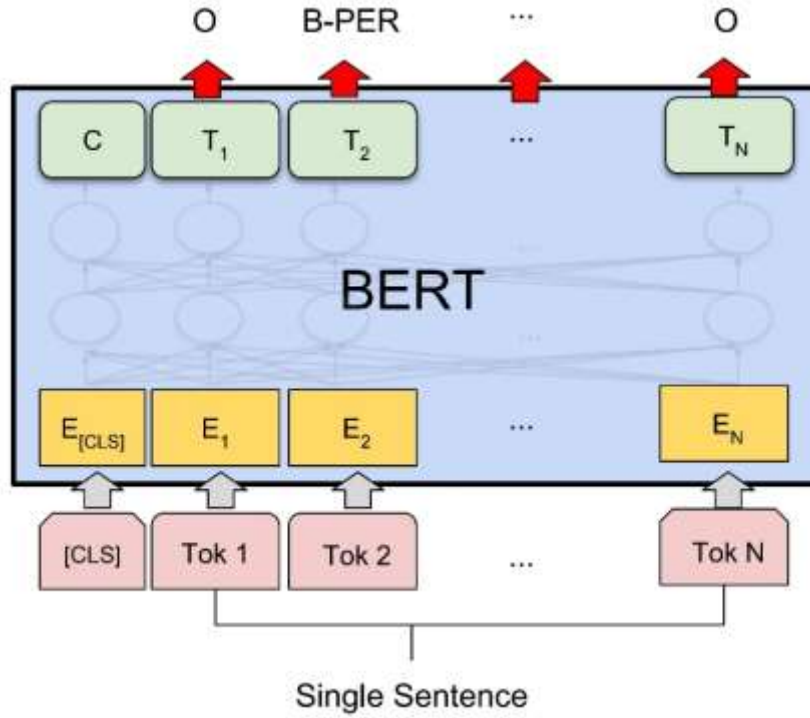 O B-PER ... O
C T1 T2 ... TN
...
BERT
...
E[CLS] E1 E2 ... EN
[CLS] Tok 1 Tok 2 ... Tok N
Single Sentence